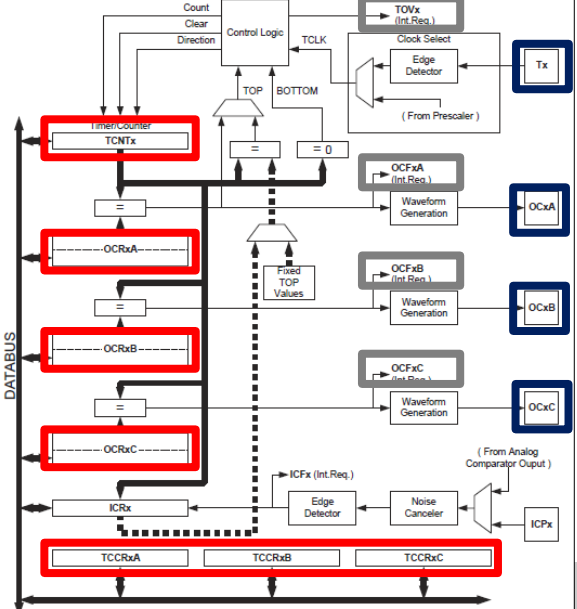 Count
Clear
Direction
Control Logic
TOVx
(Int.Req.)
TCLK
Clock Select
Edge
Detector
Tx
( From Prescaler )
TOP
BOTTOM
Timer/Counter
TCNTx
=
= 0
=
OCFxA
(Int.Req.)
Waveform
Generation
OCxA
OCRxA
Fixed
TOP
Values
OCFxB
(Int.Req.)
Waveform
Generation
OCxB
=
OCRxB
DATABUS
OCFxC
(Int.Req.)
Waveform
Generation
OCxC
=
OCRxC
( From Analog
Comparator Ouput )
ICFx (Int.Req.)
ICRx
Edge
Detector
Noise
Canceler
ICPx
TCCRxA
TCCRxB
TCCRxC